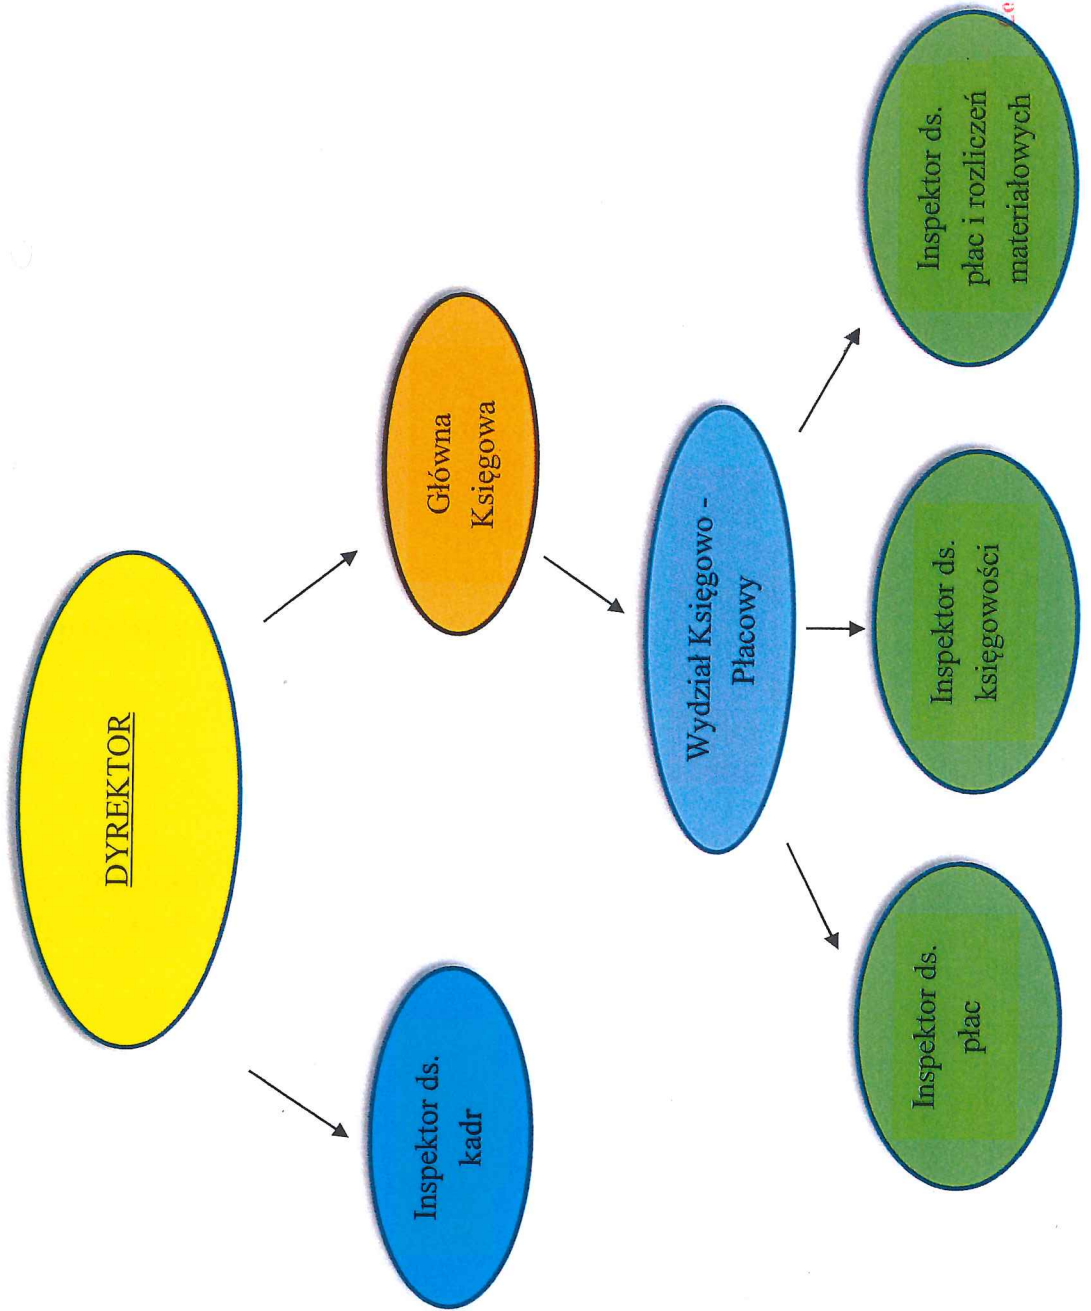 DYREKTOR
Inspektor ds.
kadr
Główna
Księgowa
Wydział Księgowo -
Płacowy
Inspektor ds.
płac
Inspektor ds.
księgowości
Inspektor ds.
płac i rozliczeń
materiałowych